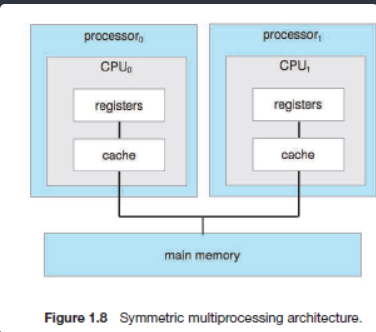 processor₀
processor₁
CPU₀
CPU₁
registers
registers
cache
cache
main memory
Figure 1.8 Symmetric multiprocessing architecture.